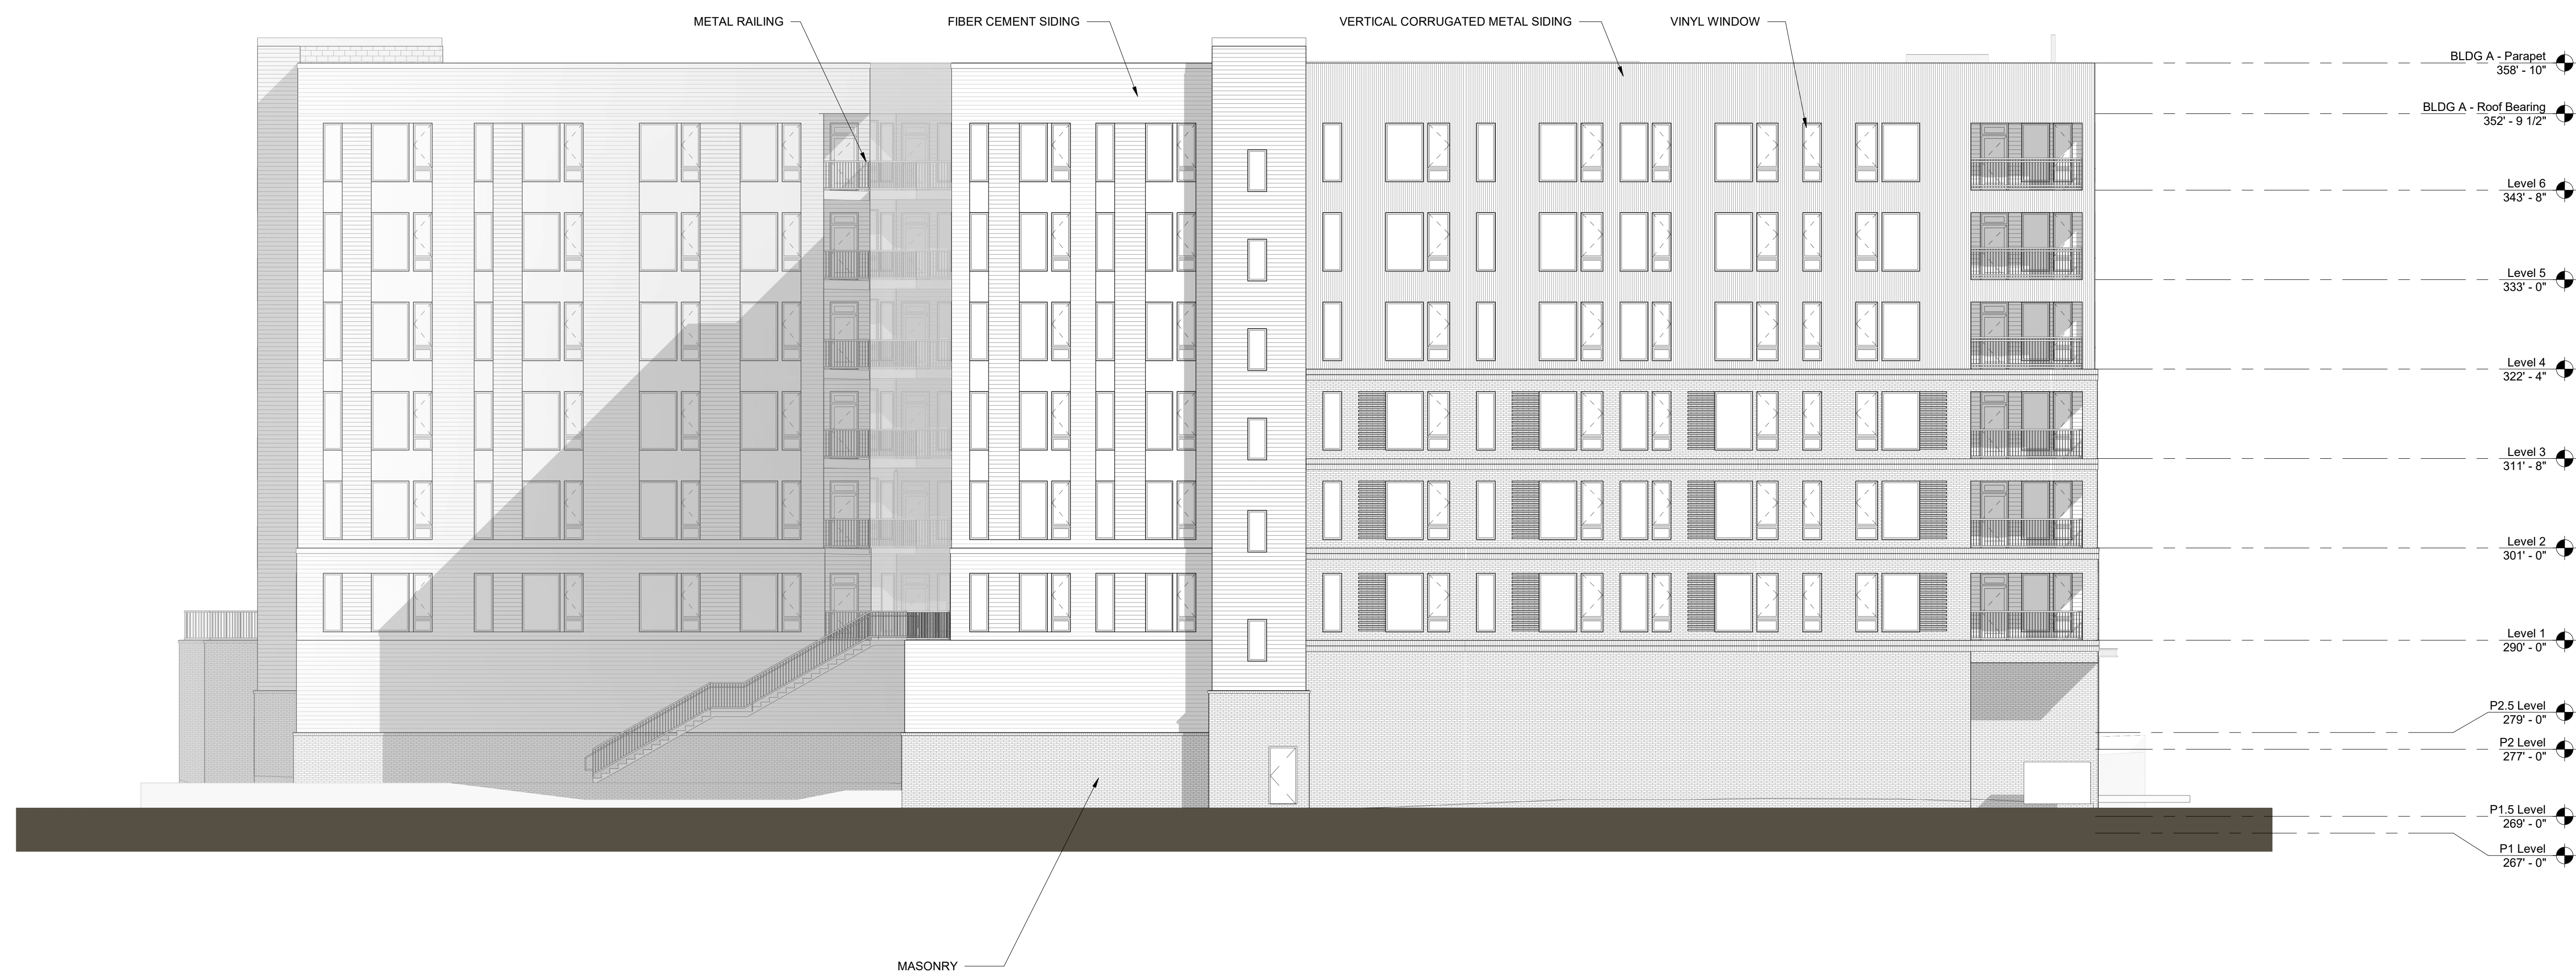 METAL RAILING
FIBER CEMENT SIDING
VERTICAL CORRUGATED METAL SIDING
VINYL WINDOW
BLDG A - Parapet
358' - 10"
BLDG A - Roof Bearing
352' - 9 1/2"
Level 6
343' - 8"
Level 5
333' - 0"
Level 4
322' - 4"
Level 3
311' - 8"
Level 2
301' - 0"
Level 1
290' - 0"
P2.5 Level
279' - 0"
P2 Level
277' - 0"
P1.5 Level
269' - 0"
P1 Level
267' - 0"
MASONRY